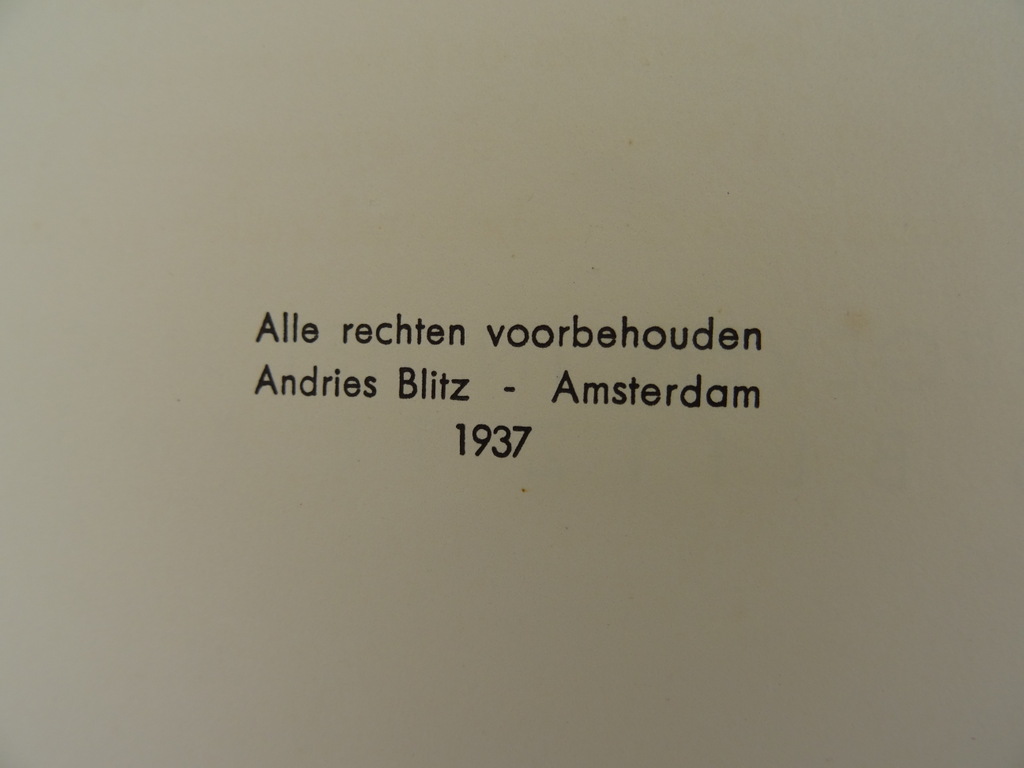 Alle rechten voorbehouden
Andries Blitz - Amsterdam
1937